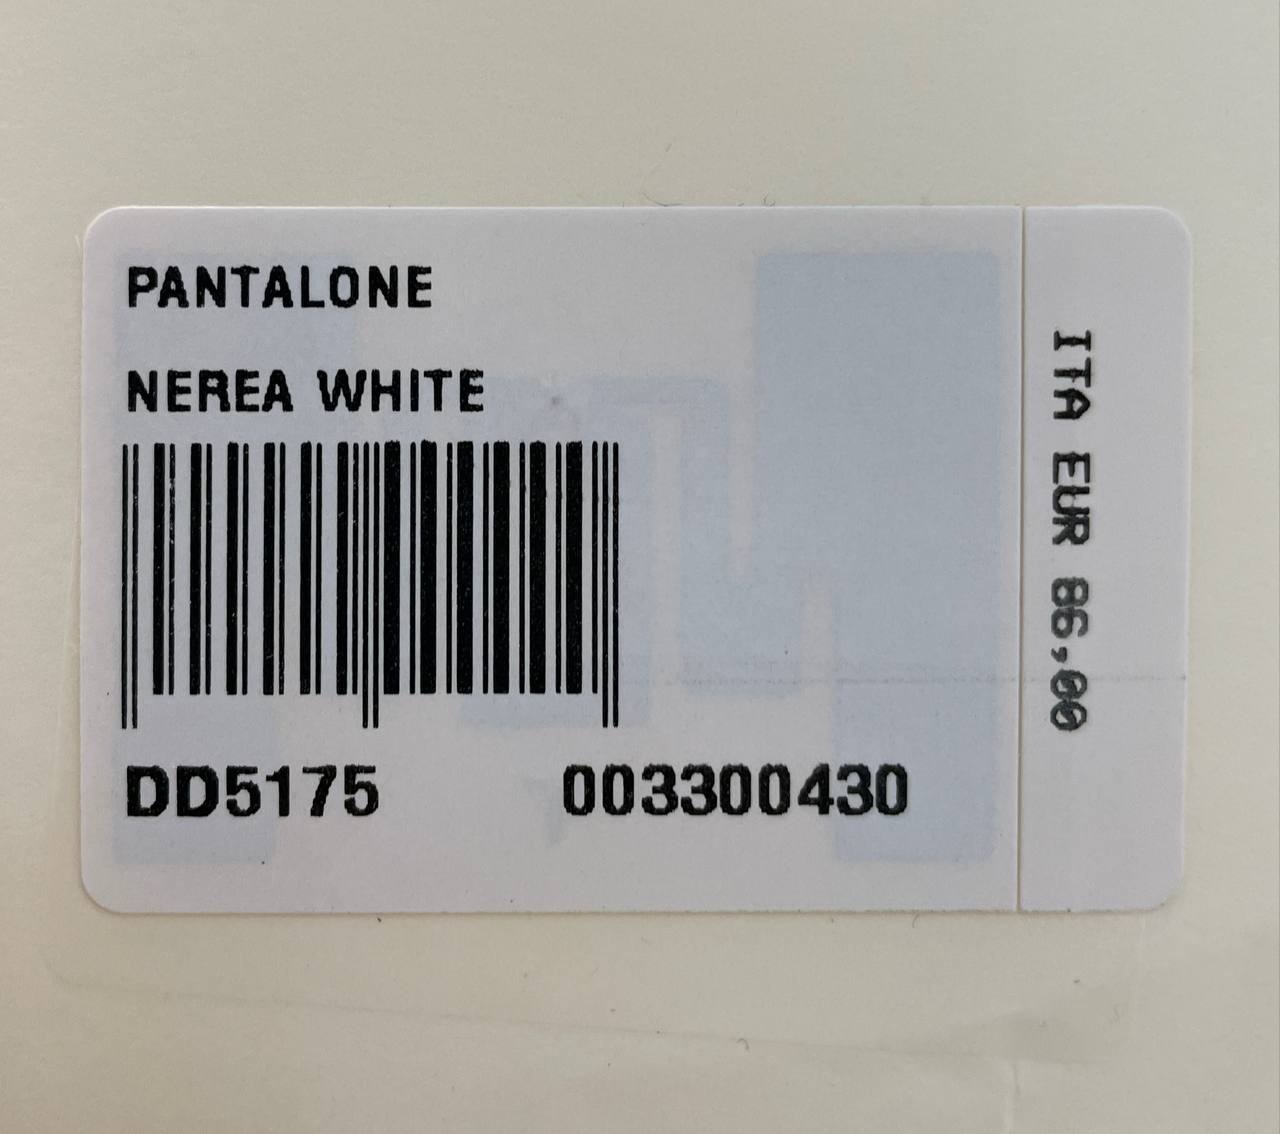 PANTALONE
NEREA WHITE
DD5175 003300430
ITA EUR 86,00